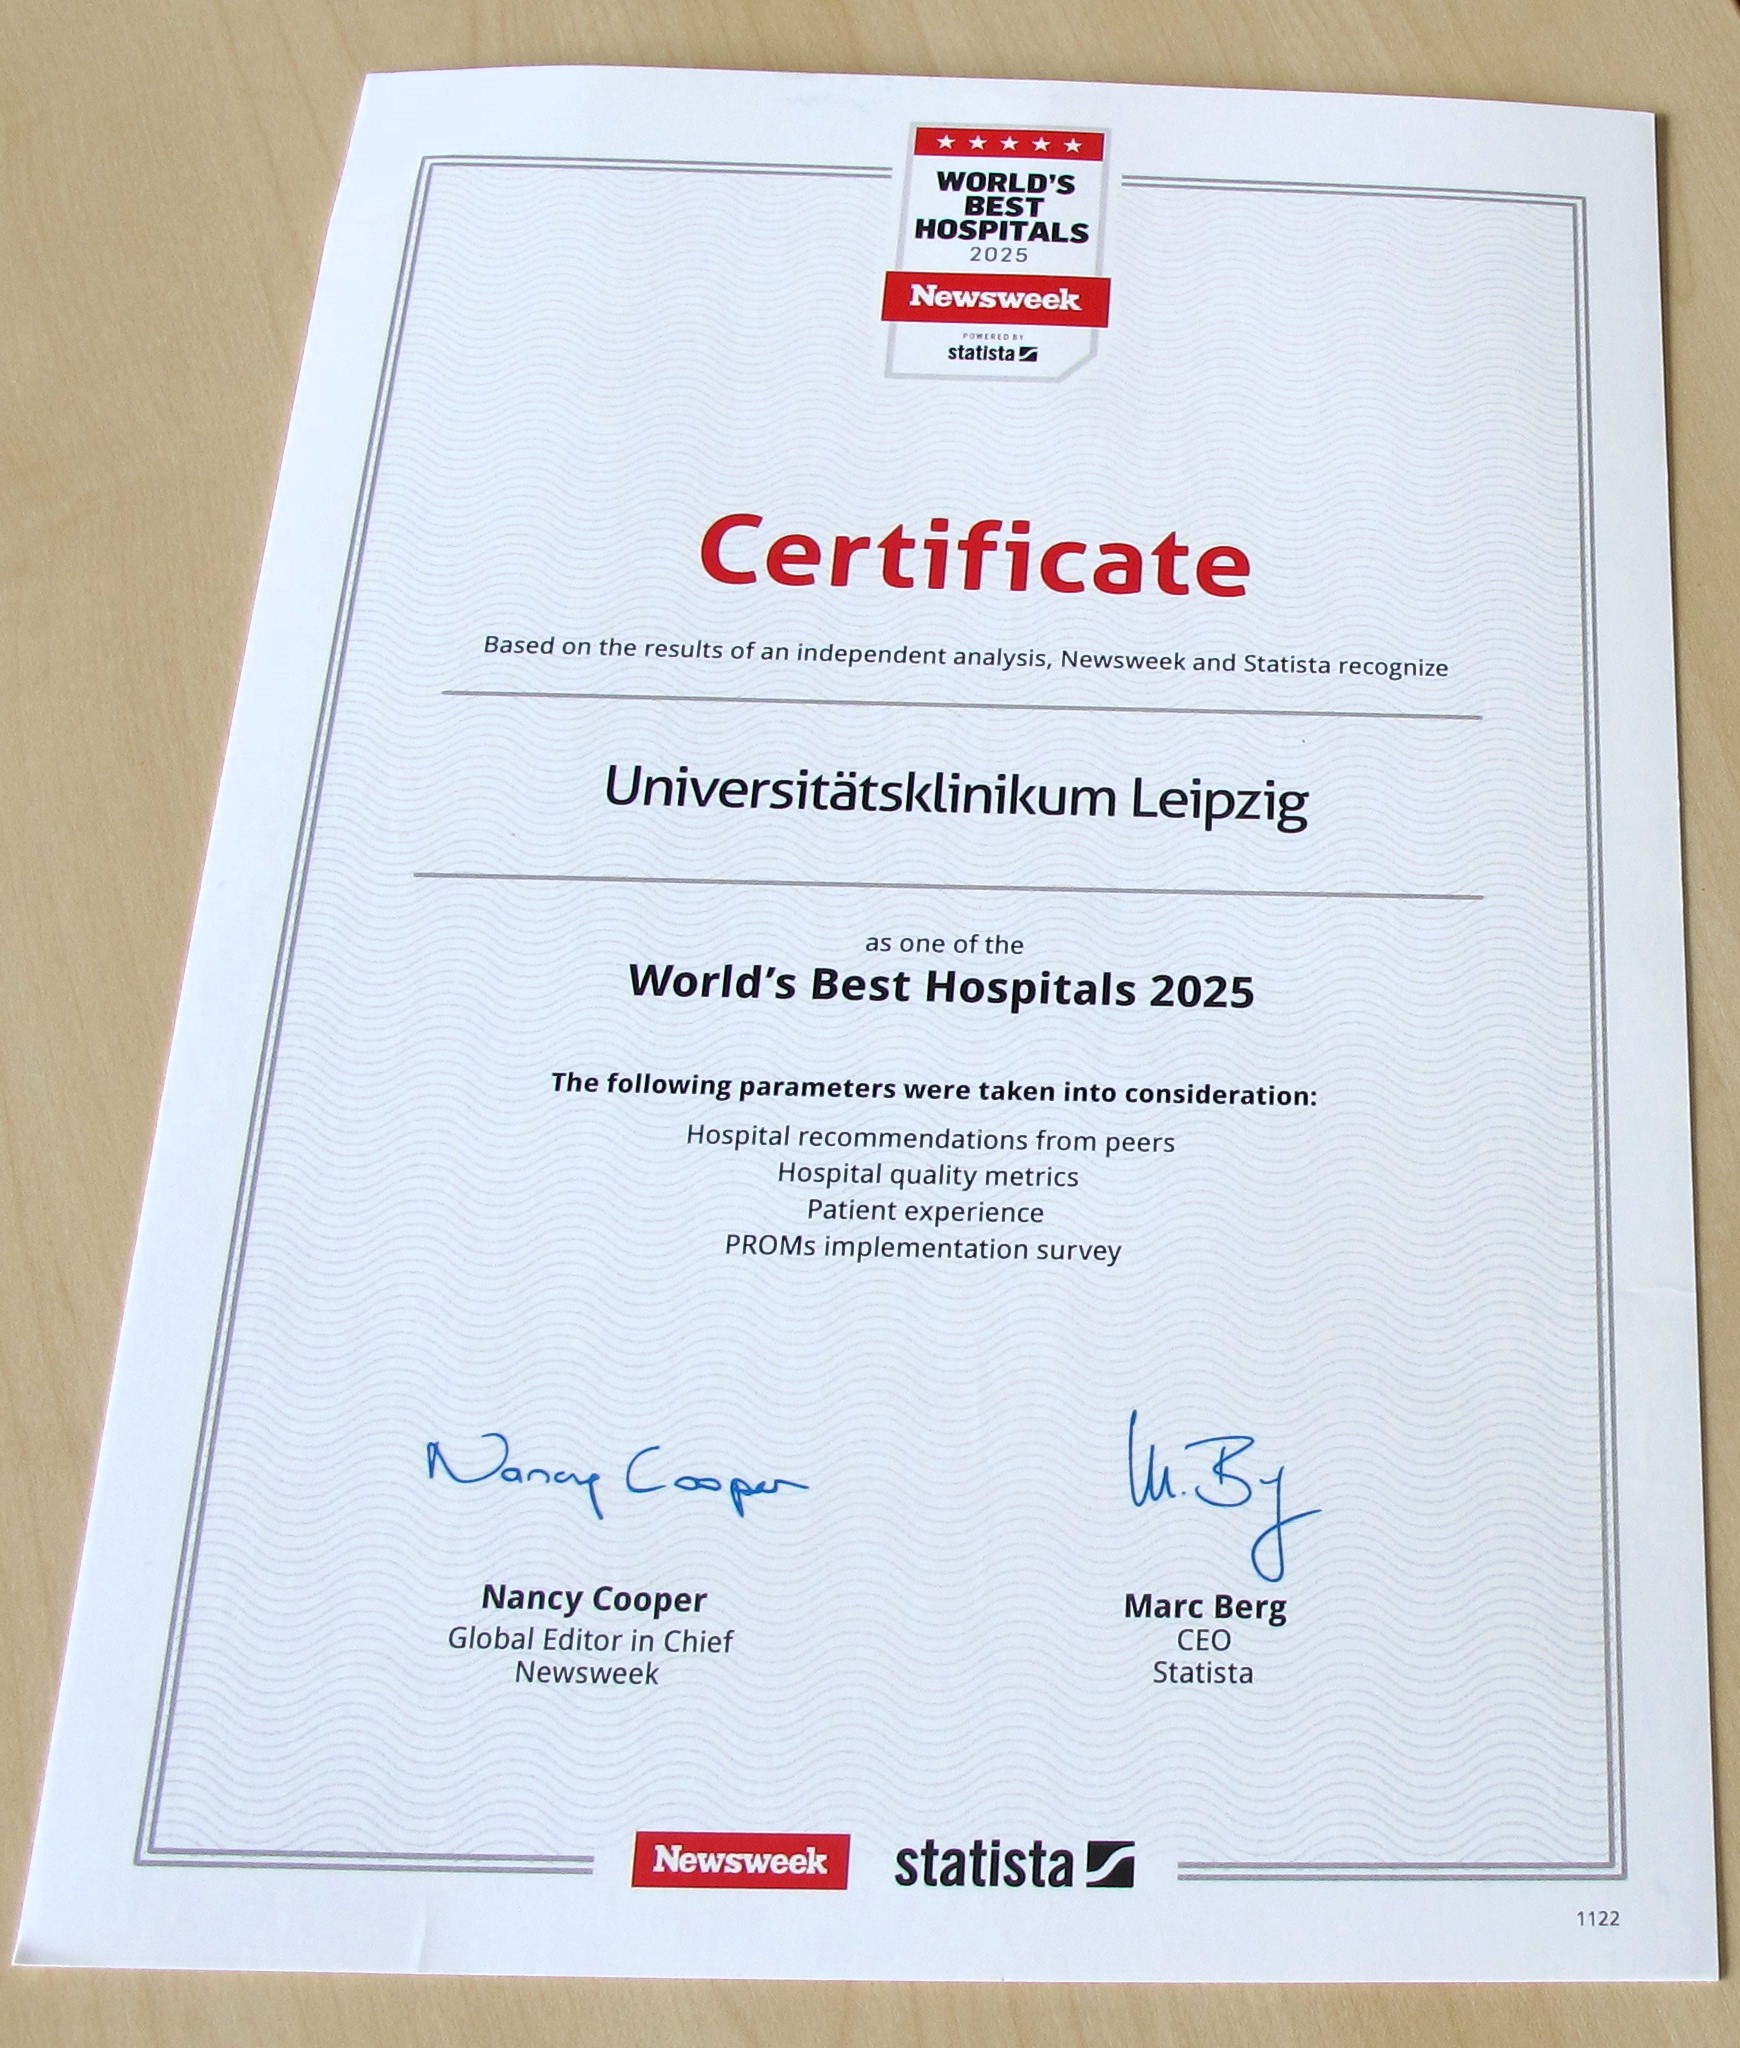 WORLD'S
BEST
HOSPITALS
2025
Newsweek
POWERED BY
statista
Certificate
Based on the results of an independent analysis, Newsweek and Statista recognize
Universitätsklinikum Leipzig
as one of the
World's Best Hospitals 2025
The following parameters were taken into consideration:
Hospital recommendations from peers
Hospital quality metrics
Patient experience
PROMs implementation survey
Nancy Cooper
M. By
Nancy Cooper
Global Editor in Chief
Newsweek
Marc Berg
CEO
Statista
Newsweek
statista
1122